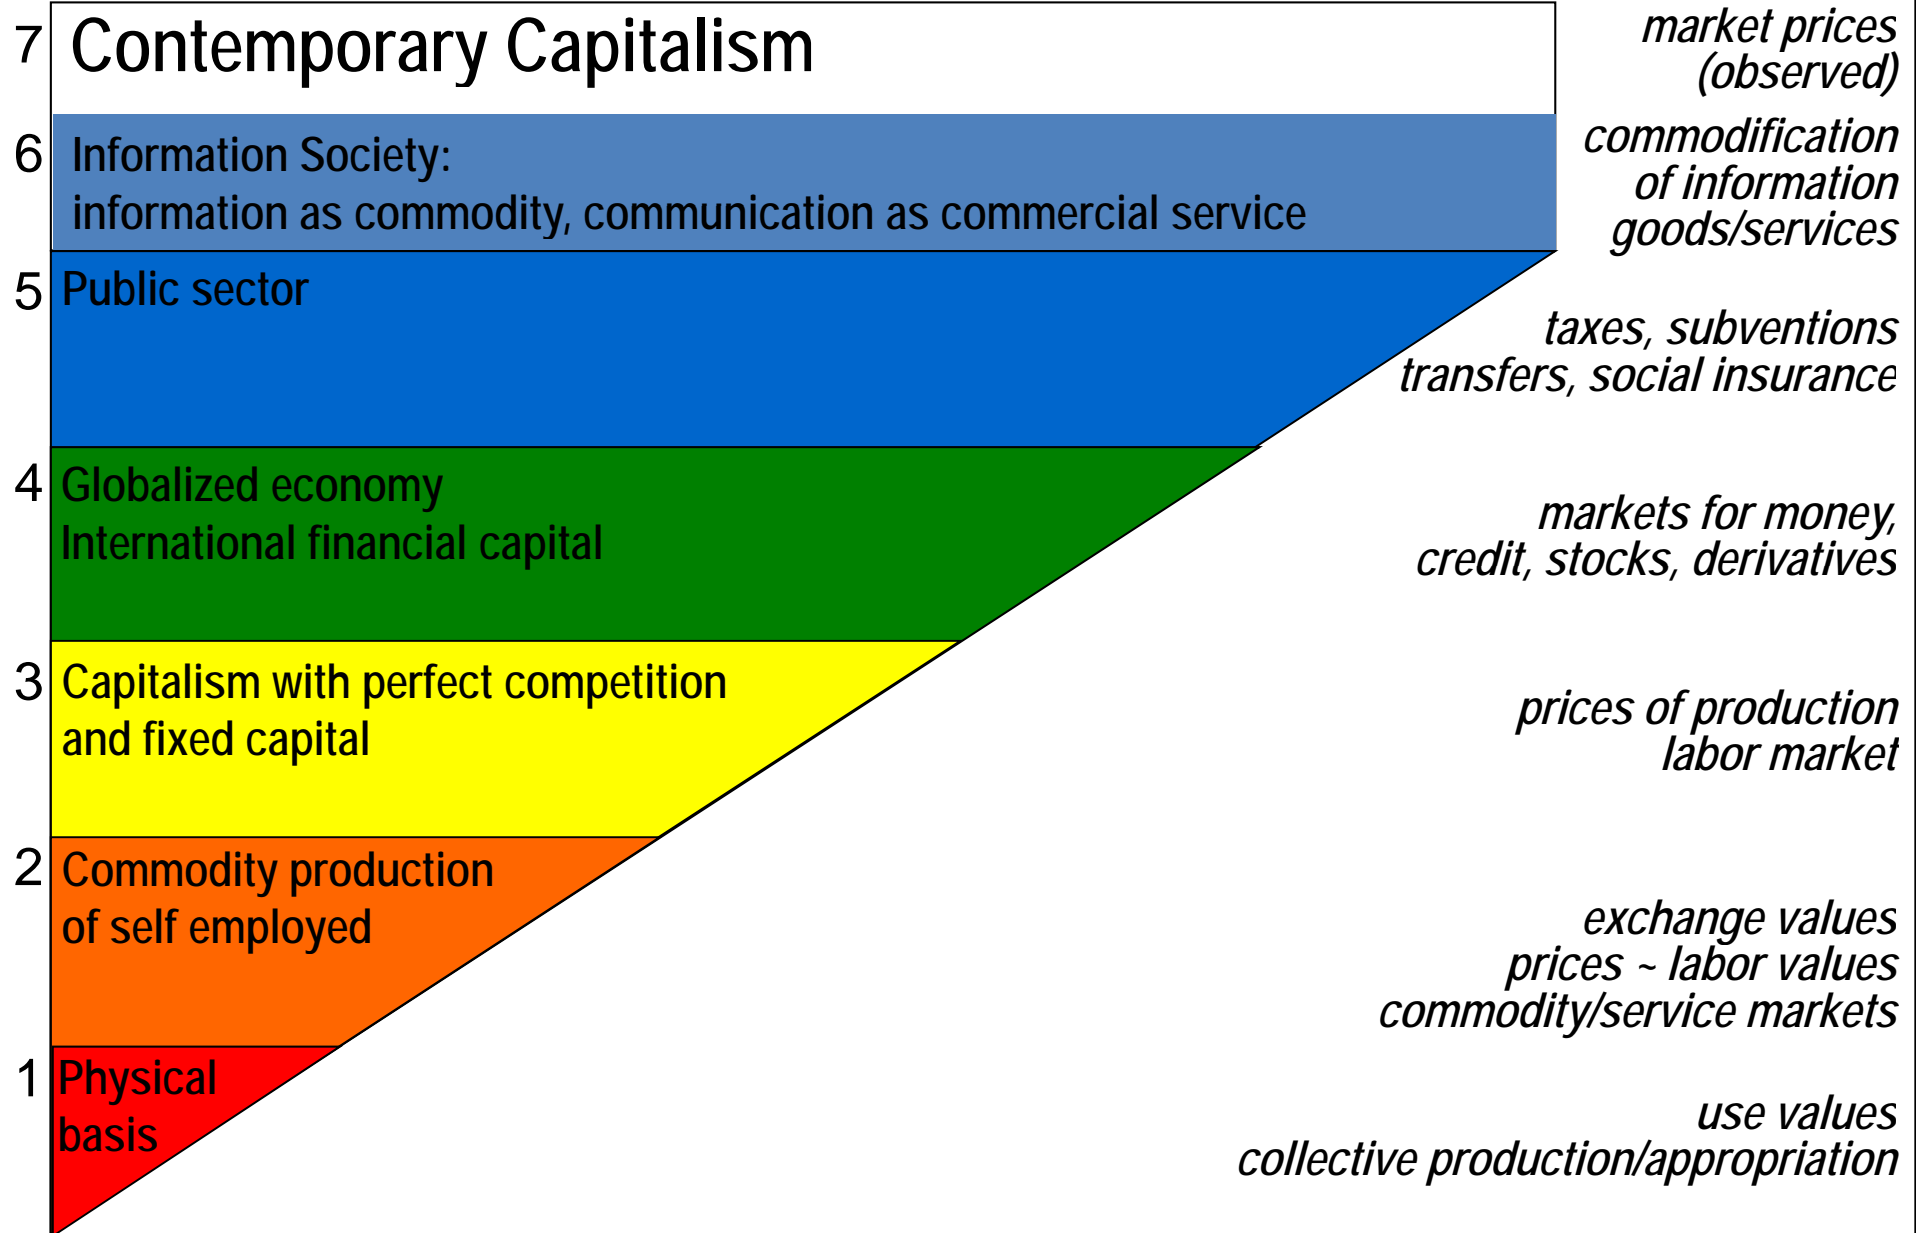 7 Contemporary Capitalism
market prices
(observed)
6 Information Society:
information as commodity, communication as commercial service
commodification
of information
goods/services
5 Public sector
taxes, subventions
transfers, social insurance
4 Globalized economy
International financial capital
markets for money,
credit, stocks, derivatives
3 Capitalism with perfect competition
and fixed capital
prices of production
labor market
2 Commodity production
of self employed
exchange values
prices ~ labor values
commodity/service markets
1 Physical
basis
use values
collective production/appropriation